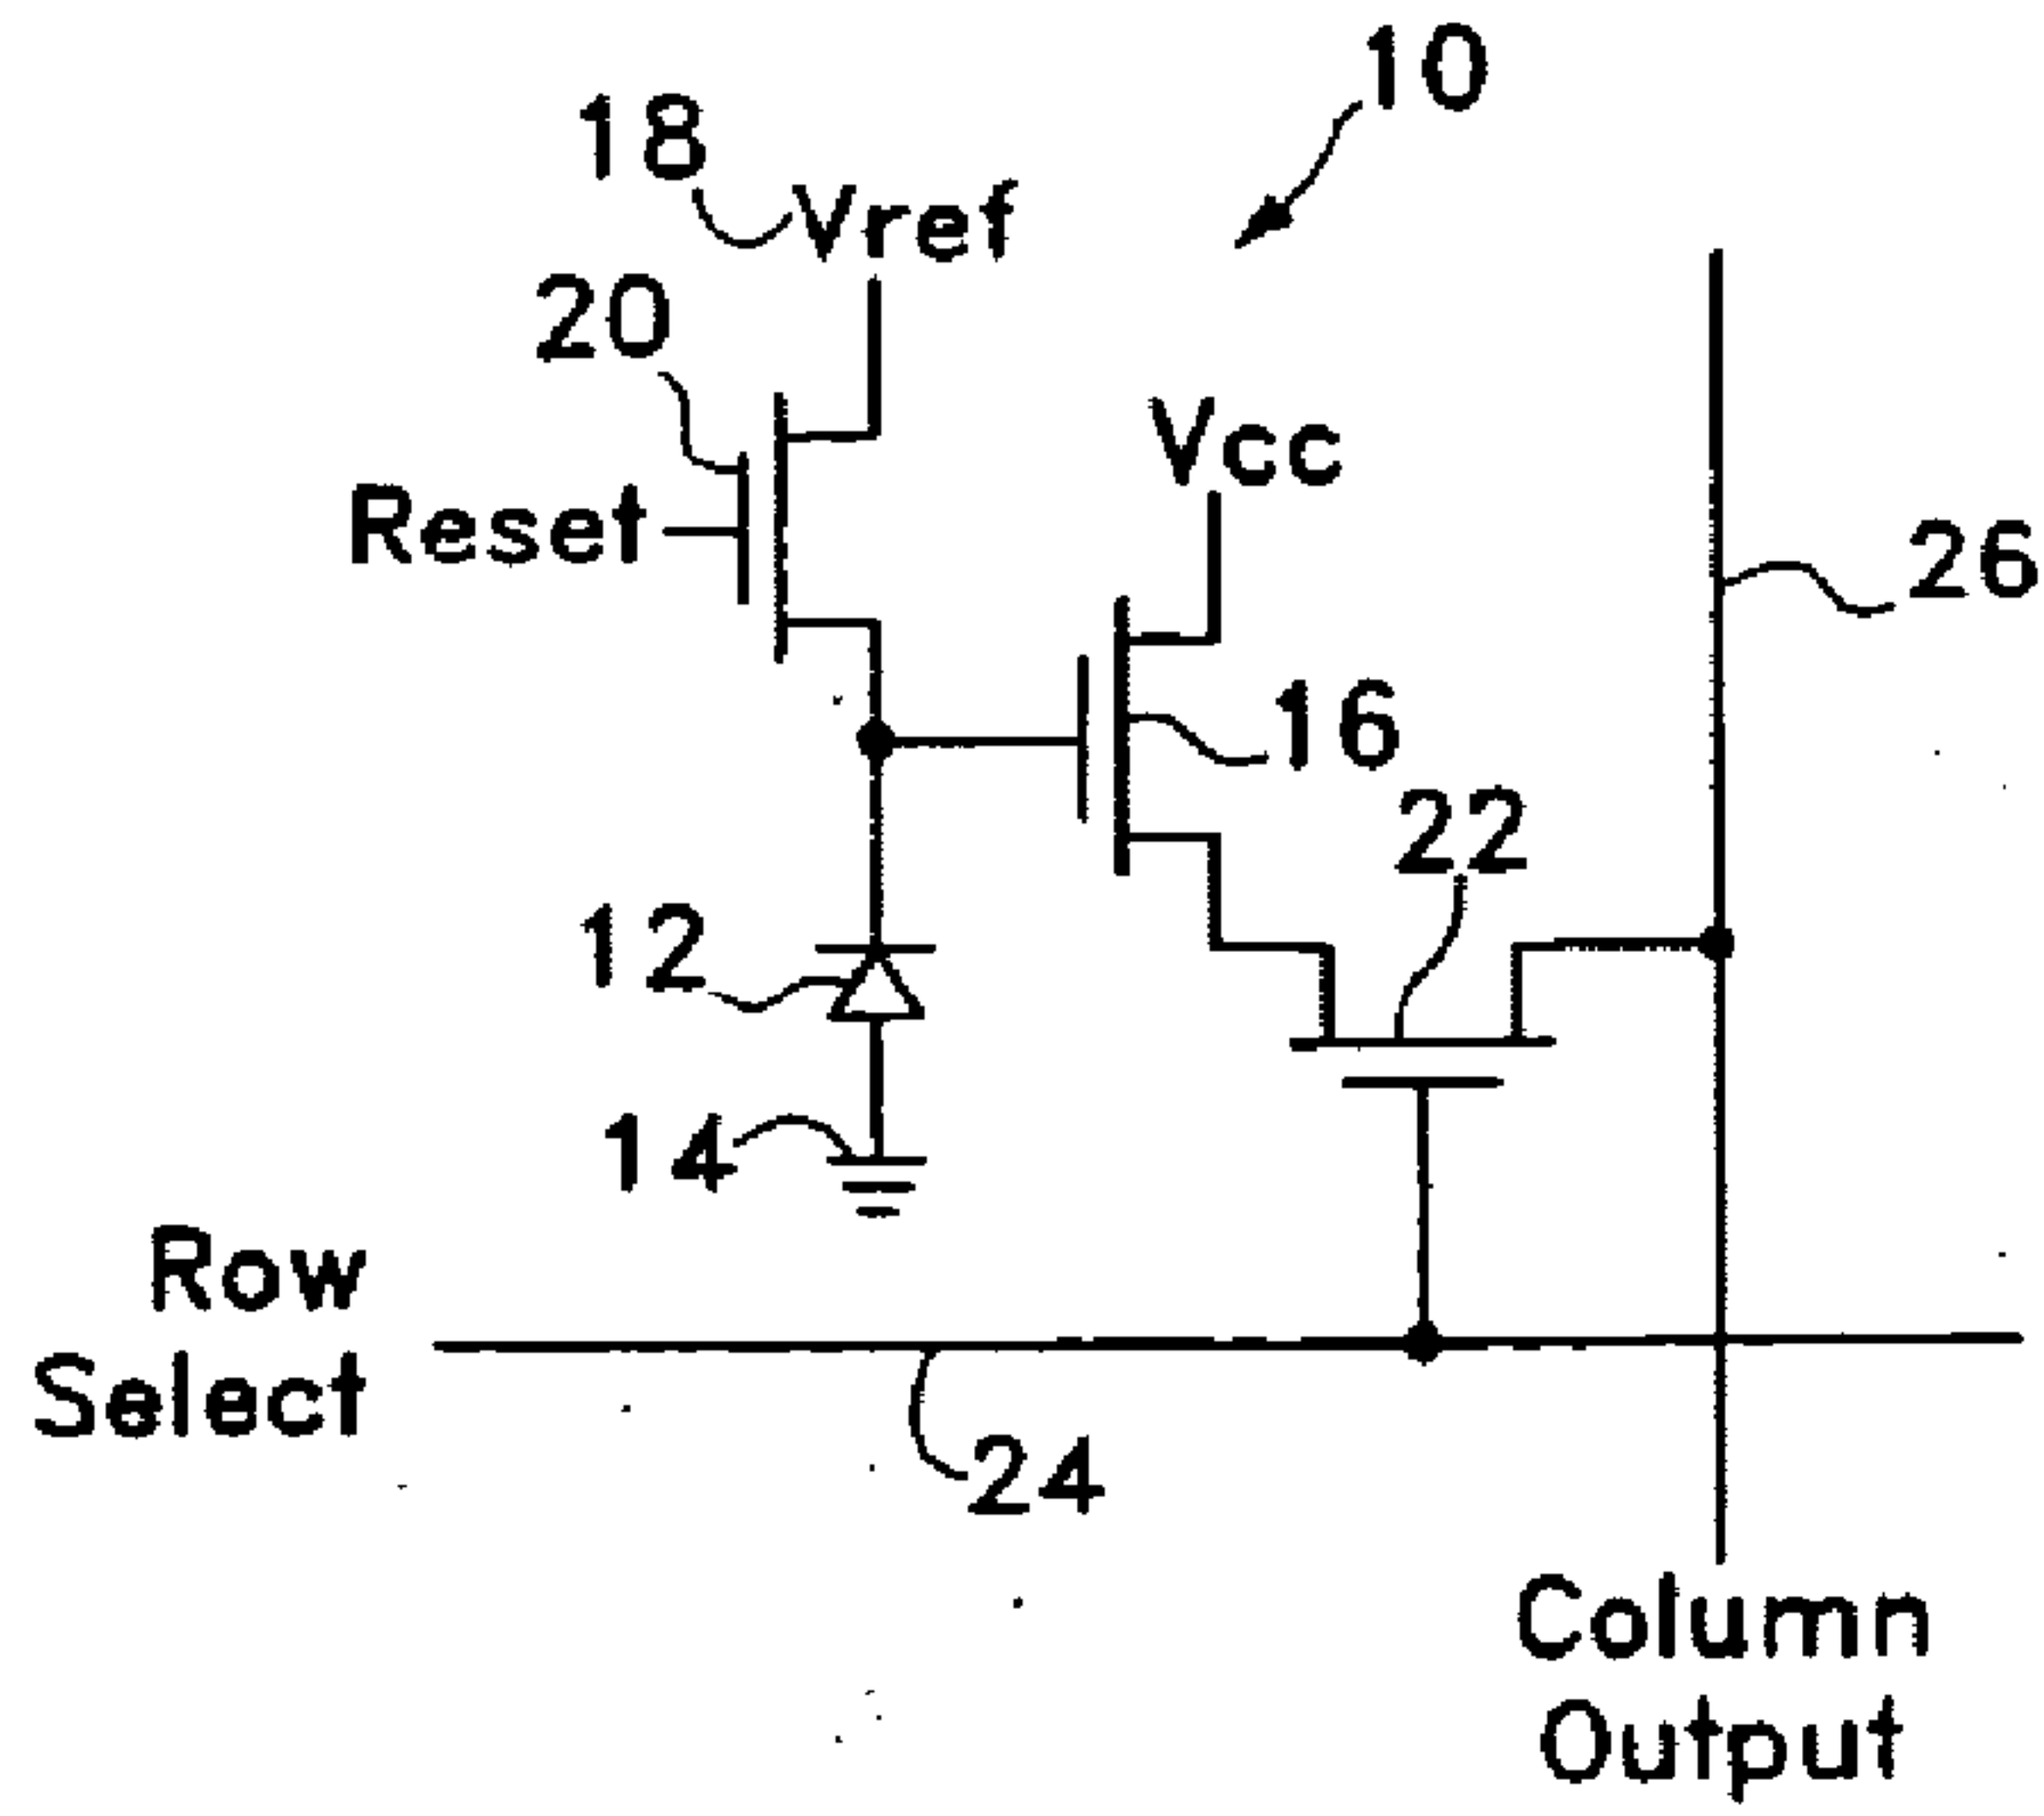 10
18
Vref
20
Vcc
Reset
26
16
22
12
14
Row
Select
24
Column
Output